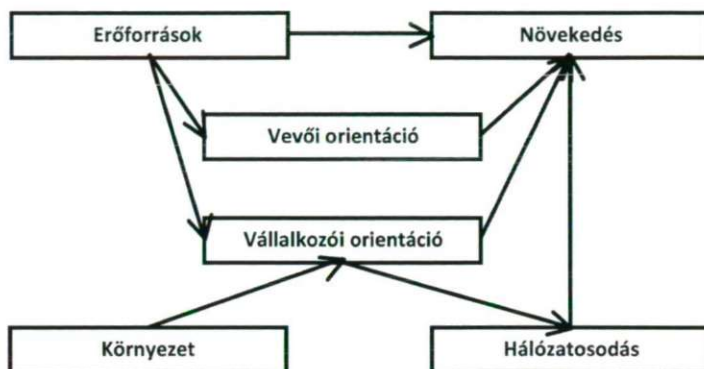 Erőforrások
Növekedés
Vevői orientáció
Vállalkozói orientáció
Környezet
Hálózatosodás